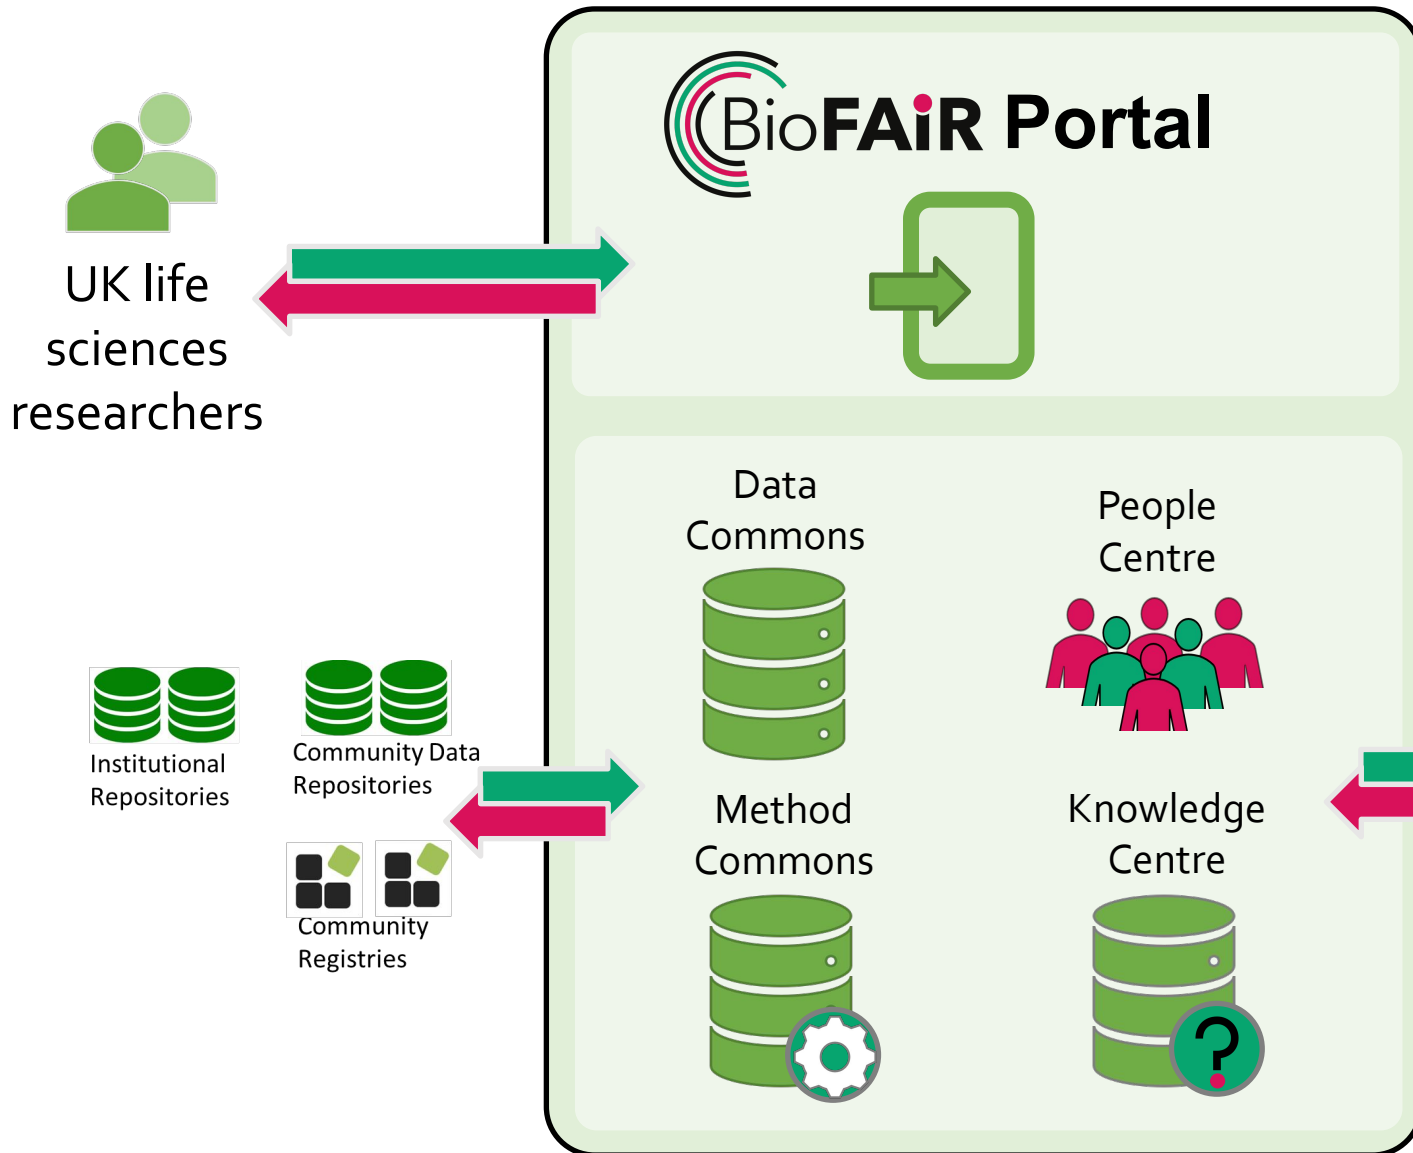 BioFAiR Portal
UK life
sciences
researchers
Data
Commons
People
Centre
Institutional
Repositories
Community Data
Repositories
Method
Commons
Knowledge
Centre
Community
Registries
?